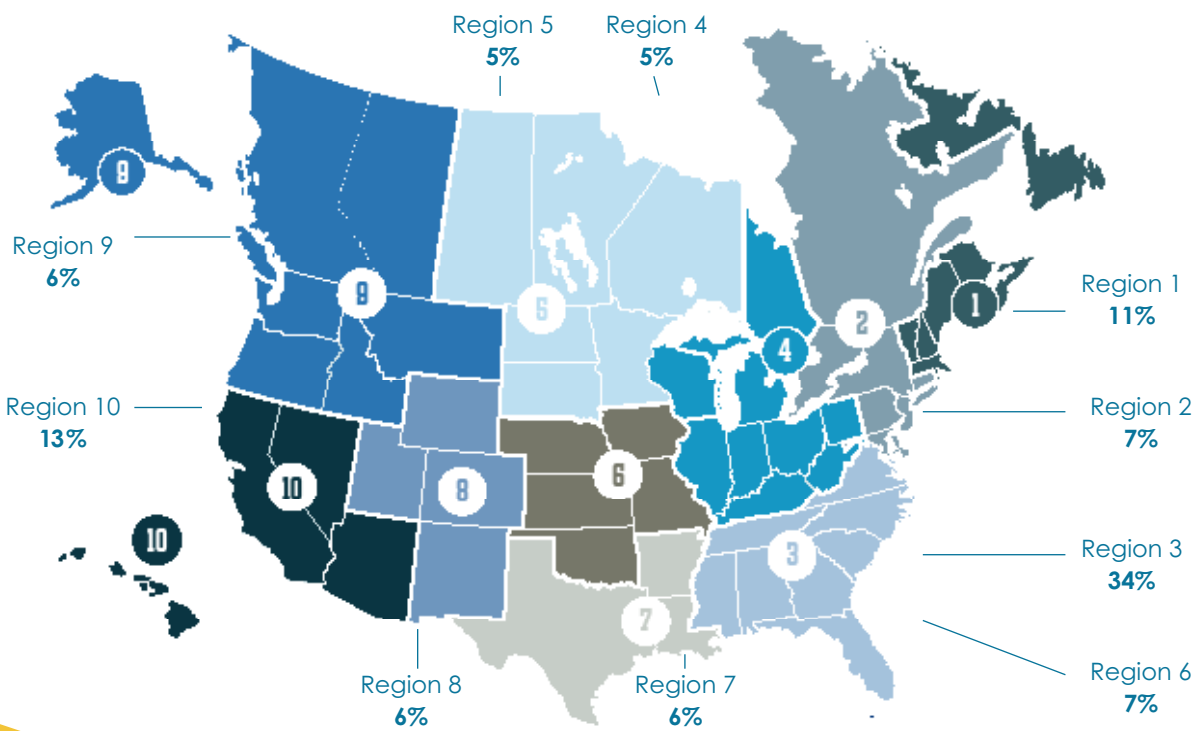 Region 5
5%
Region 4
5%
9
Region 9
6%
9
5
4
2
1
Region 1
11%
Region 10
13%
Region 2
7%
10
8
6
10
3
Region 3
34%
7
Region 8
6%
Region 7
6%
Region 6
7%